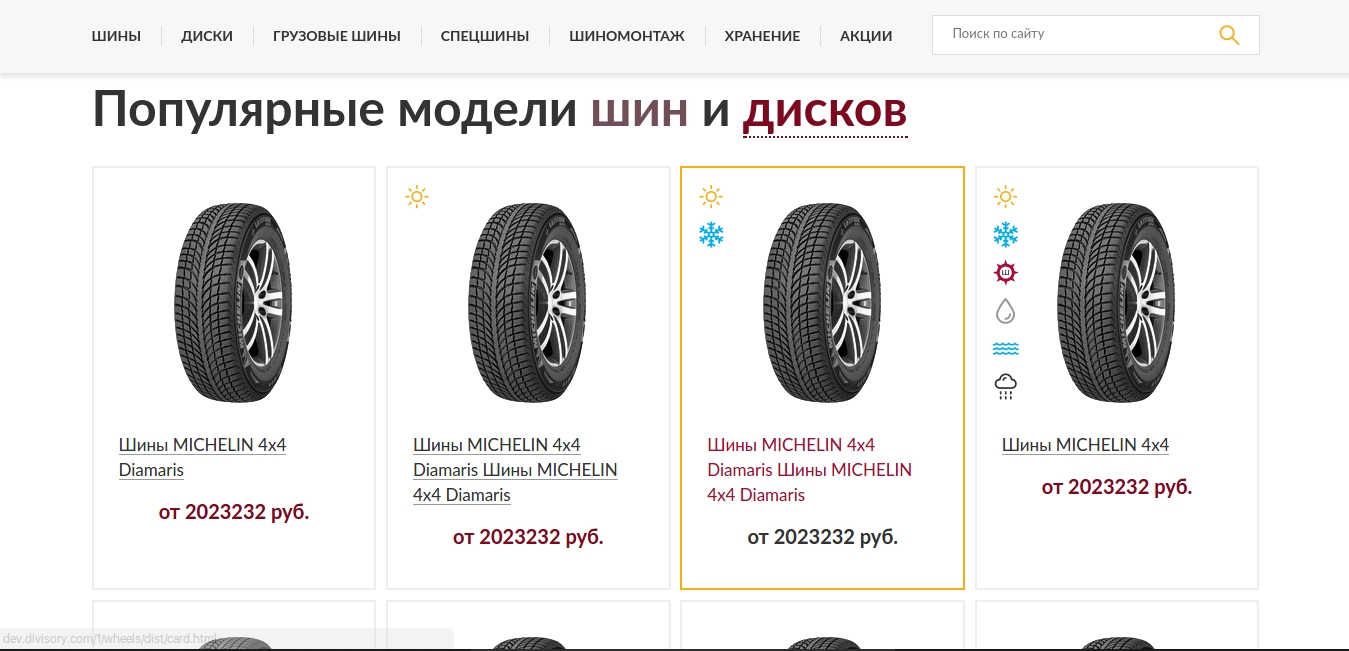 ШИНЫ ДИСКИ ГРУЗОВЫЕ ШИНЫ СПЕЦШИНЫ ШИНОМОНТАЖ ХРАНЕНИЕ АКЦИИ Поиск по сайту
Популярные модели шин и дисков
Шины MICHELIN 4x4
Diamaris
от 2023232 руб.
Шины MICHELIN 4x4
Diamaris Шины MICHELIN
4x4 Diamaris
от 2023232 руб.
Шины MICHELIN 4x4
Diamaris Шины MICHELIN
4x4 Diamaris
от 2023232 руб.
Ш
Шины MICHELIN 4x4
от 2023232 руб.
dev.divisory.com/1/wheels/dist/card.html